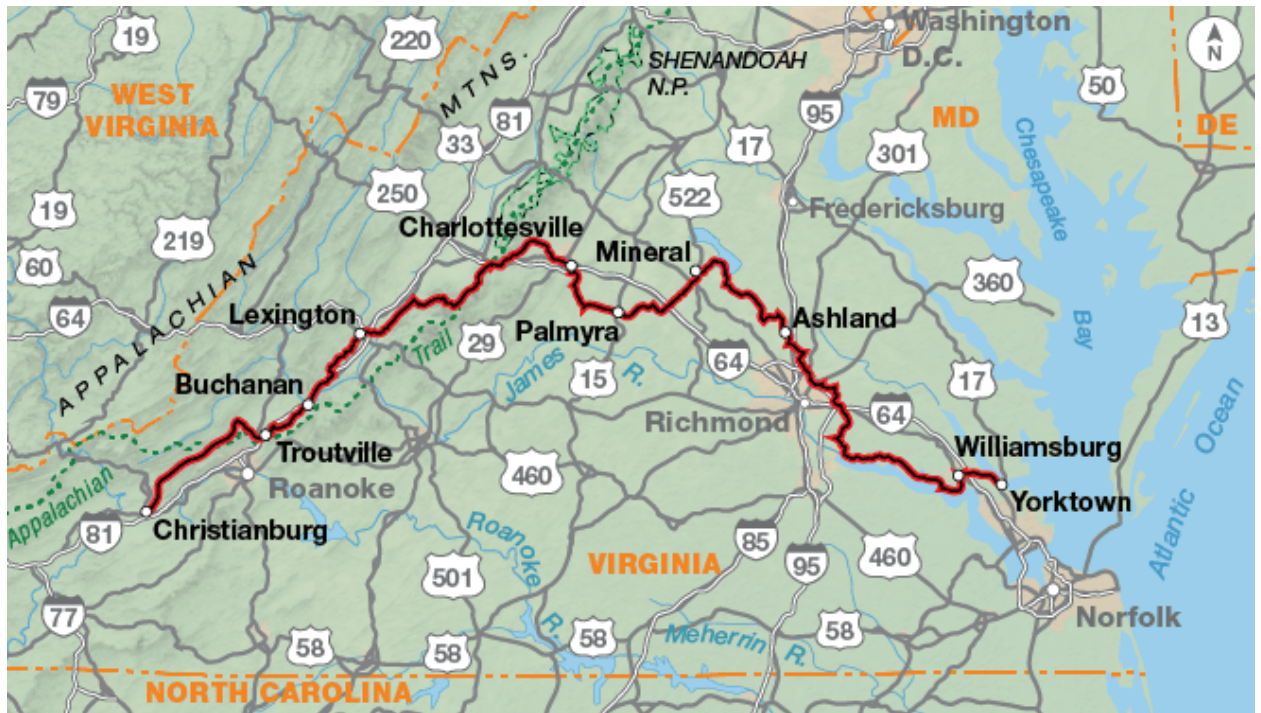 19
220
SHENANDOAH
N.P.
Washington
D.C.
N
79
WEST
VIRGINIA
MTNS.
81
33
17
95
MD
50
DE
301
Chesapeake
Bay
250
522
Fredericksburg
19
219
60
Charlottesville
Mineral
360
64
APPALACHIAN
Lexington
Trail
29
Palmyra
Ashland
13
James
R.
15
64
17
Buchanan
Richmond
64
Ocean
Atlantic
Troutville
Roanoke
460
Williamsburg
Yorktown
Appalachian
81
Christianburg
Roanoke
R.
VIRGINIA
85
95
460
501
77
58
58
58
Meherrin
R.
58
Norfolk
NORTH CAROLINA